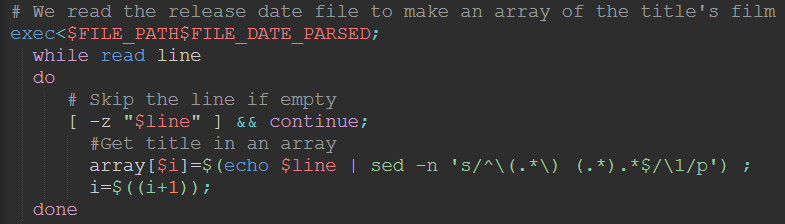 # We read the release date file to make an array of the title's film
exec<$FILE_PATH$FILE_DATE_PARSED;
while read line
do
# Skip the line if empty
[ -z "$line" ] && continue;
#Get title in an array
array[$i]=$(echo $line | sed -n 's/^\(.*\) (.*).*$/\1/p') ;
i=$((i+1));
done